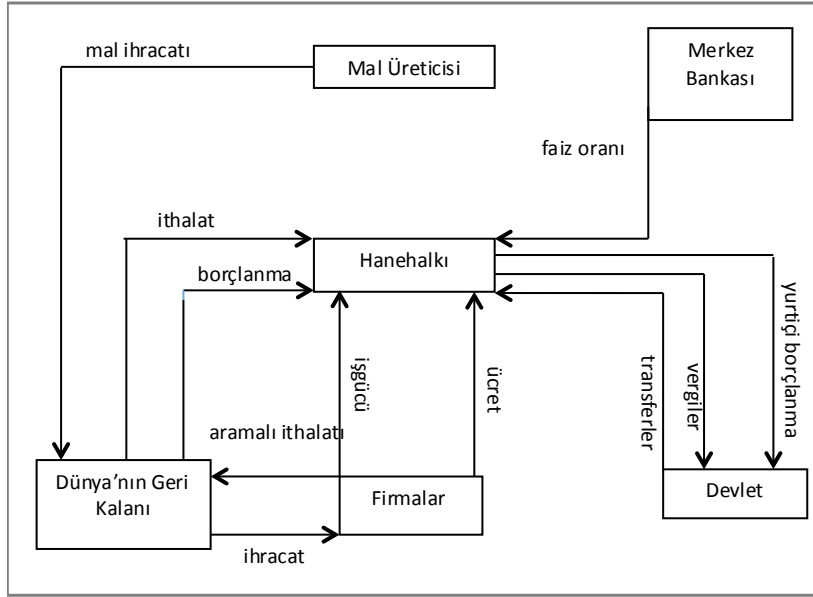 mal ihracatı
Mal Üreticisi
Merkez
Bankası
faiz oranı
ithalat
Hanehalkı
borçlanma
işgücü
ücret
transferler
vergiler
yurtiçi borçlanma
aramalı ithalatı
Dünya’nın Geri
Kalanı
Firmalar
Devlet
ihracat